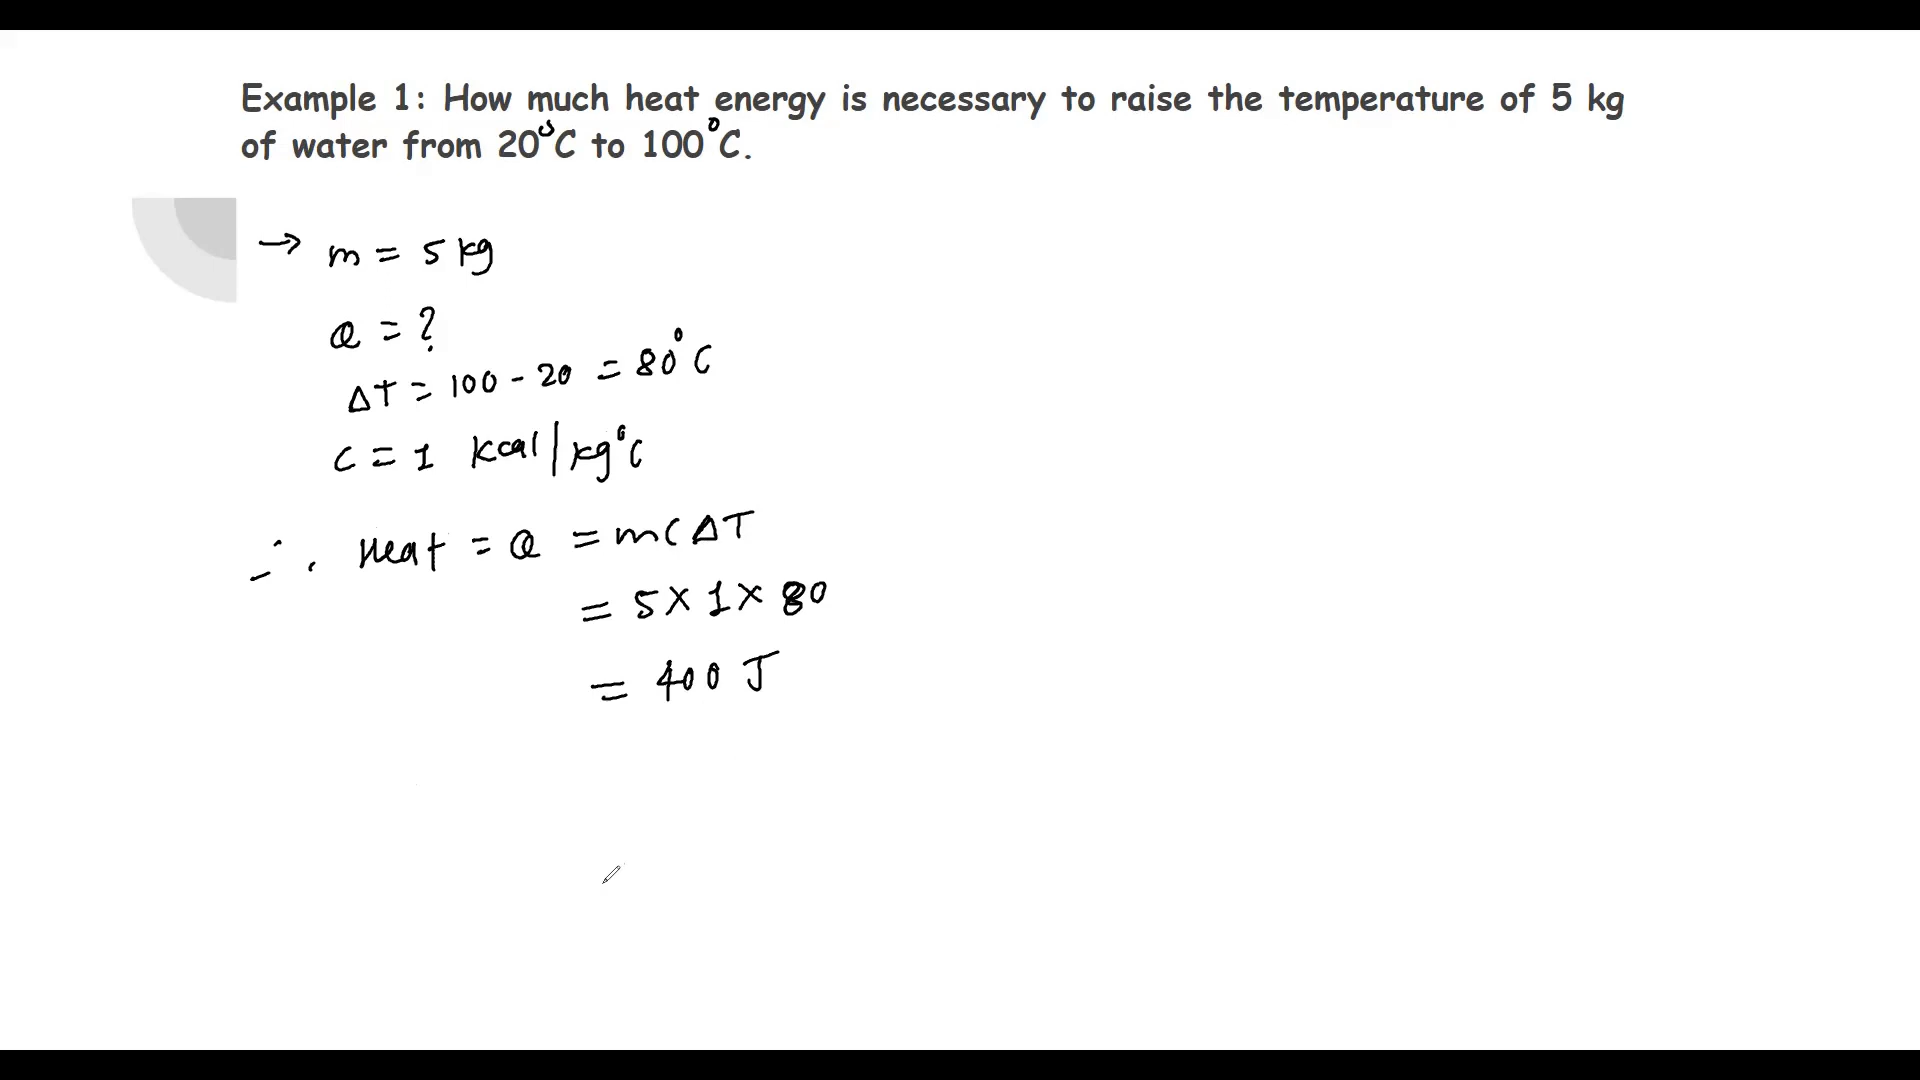 Example 1: How much heat energy is necessary to raise the temperature of 5 kg
of water from 20°C to 100°C.
→ m = 5 kg
Q = ?
ΔT = 100 - 20 = 80°C
c = 1 kcal/kg°C
∴ Heat = Q = mCΔT
= 5 × 1 × 80
= 400 J